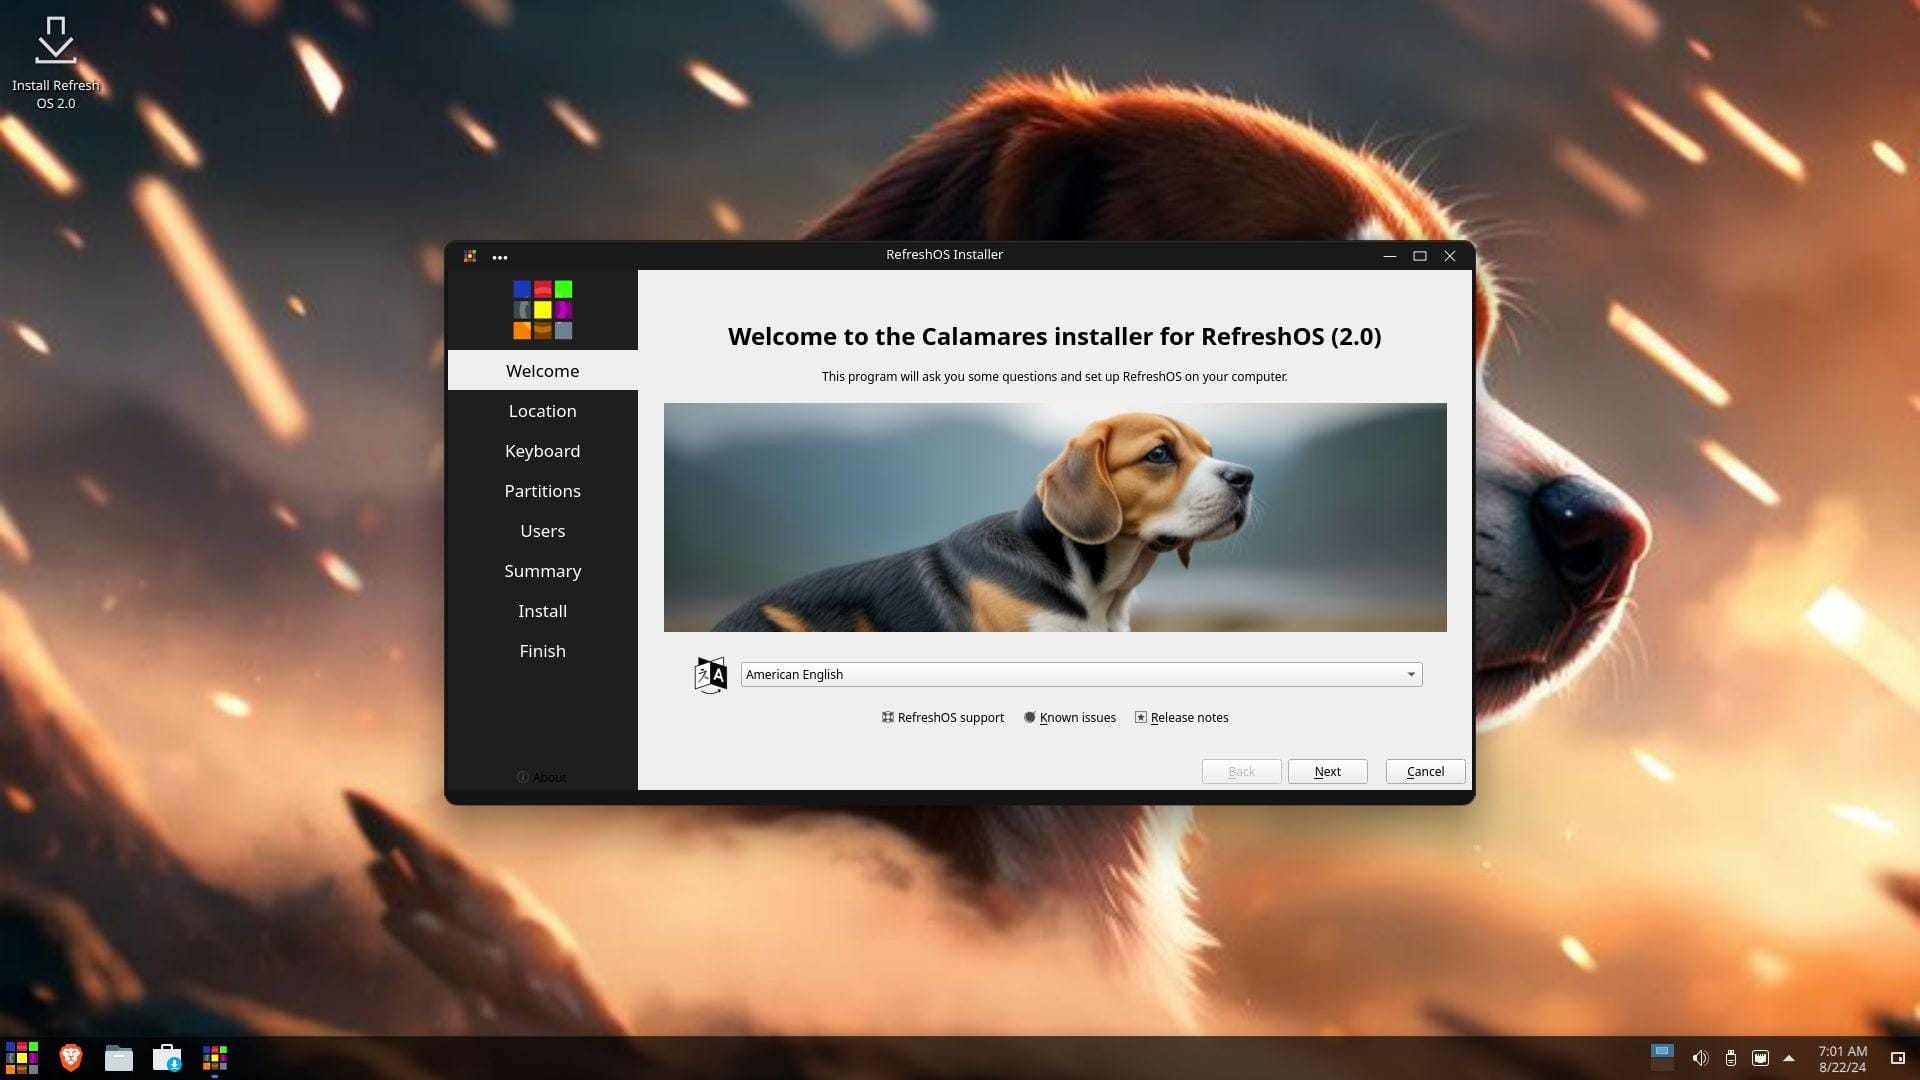 Install Refresh
OS 2.0
RefreshOS Installer
Welcome
Location
Keyboard
Partitions
Users
Summary
Install
Finish
About
Welcome to the Calamares installer for RefreshOS (2.0)
This program will ask you some questions and set up RefreshOS on your computer.
American English
RefreshOS support Known issues Release notes
Back Next Cancel
7:01 AM
8/22/24